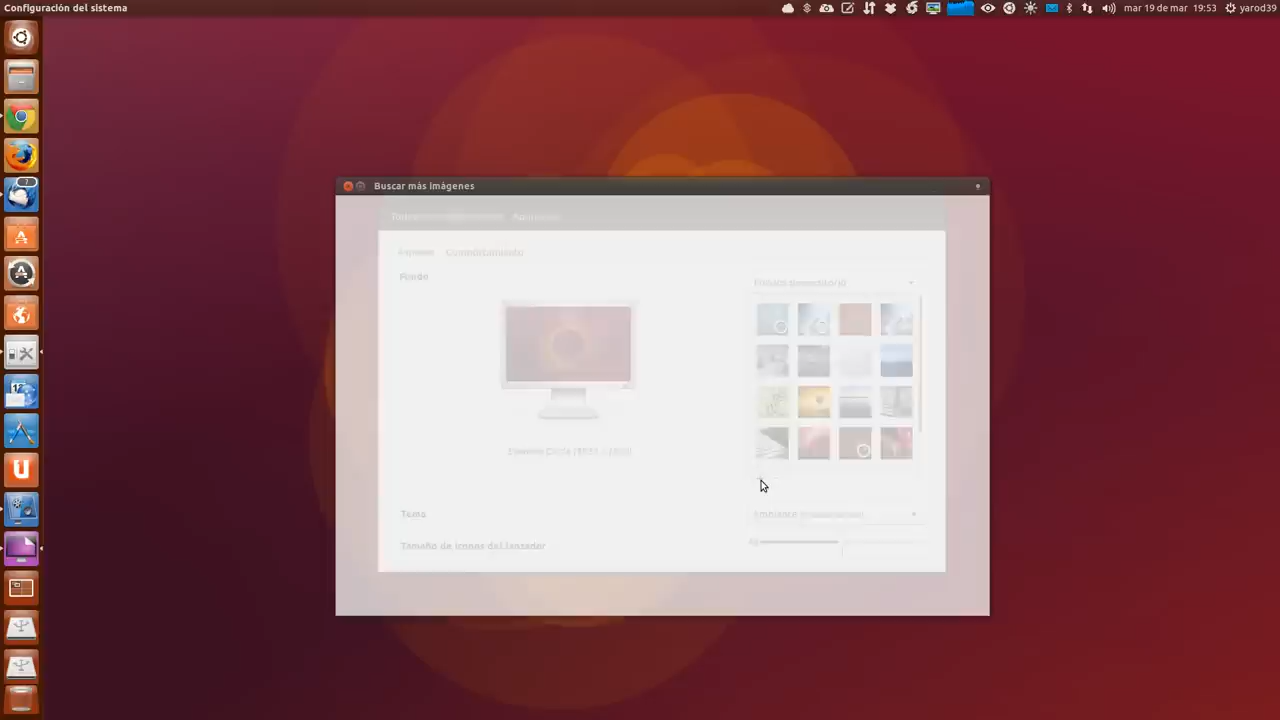 Configuración del sistema
mar 19 de mar 19:53 yarod39
Buscar más imágenes
Aspecto Comportamiento
Fondo
Tema
Ambiance
Tamaño de iconos del lanzador